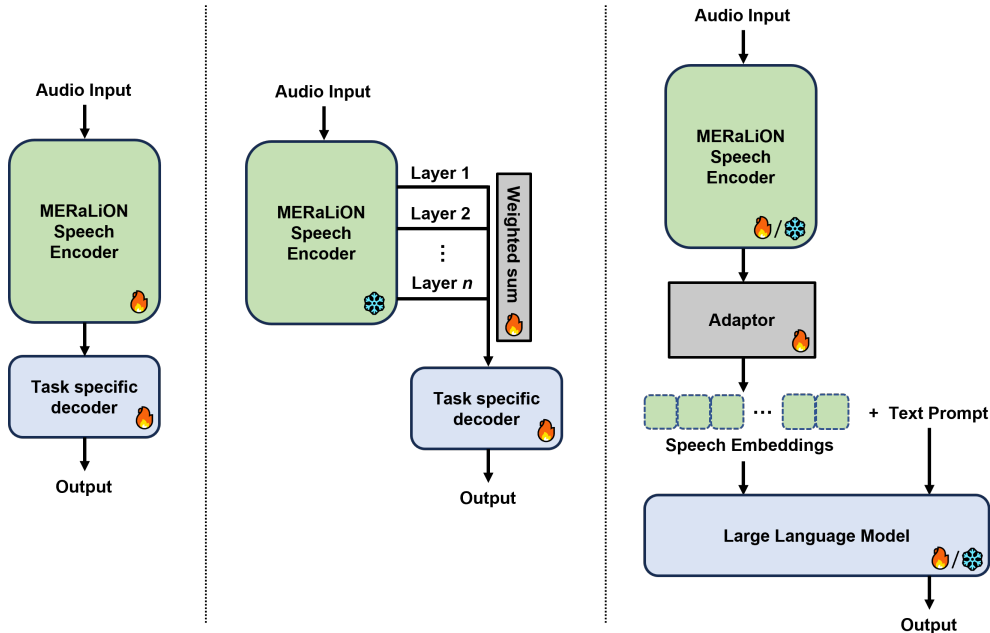 Audio Input
MERaLiON
Speech
Encoder
Task specific
decoder
Output
Audio Input
MERaLiON
Speech
Encoder
Layer 1
Layer 2
⋮
Layer n
Weighted sum
Task specific
decoder
Output
Audio Input
MERaLiON
Speech
Encoder
/
Adaptor
...
+ Text Prompt
Speech Embeddings
Large Language Model
/
Output